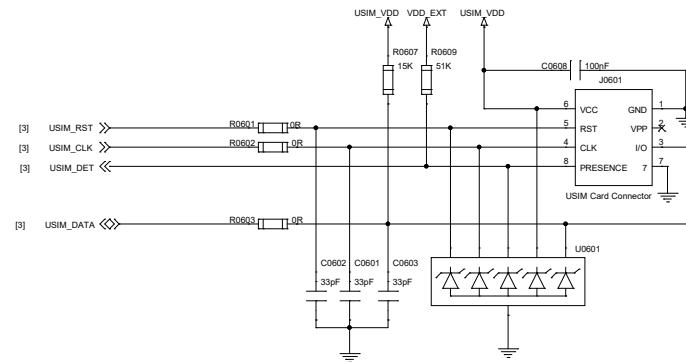 USIM_VDD VDD_EXT USIM_VDD
R0607 R0609
15K 51K
C0608 100nF
J0601
6 VCC GND 1
[3] USIM_RST R0601 0R 5 RST VPP 2
[3] USIM_CLK R0602 0R 4 CLK I/O 3
[3] USIM_DET 8 PRESENCE 7 7
USIM Card Connector
[3] USIM_DATA R0603 0R
U0601
C0602 C0601 C0603
33pF 33pF 33pF